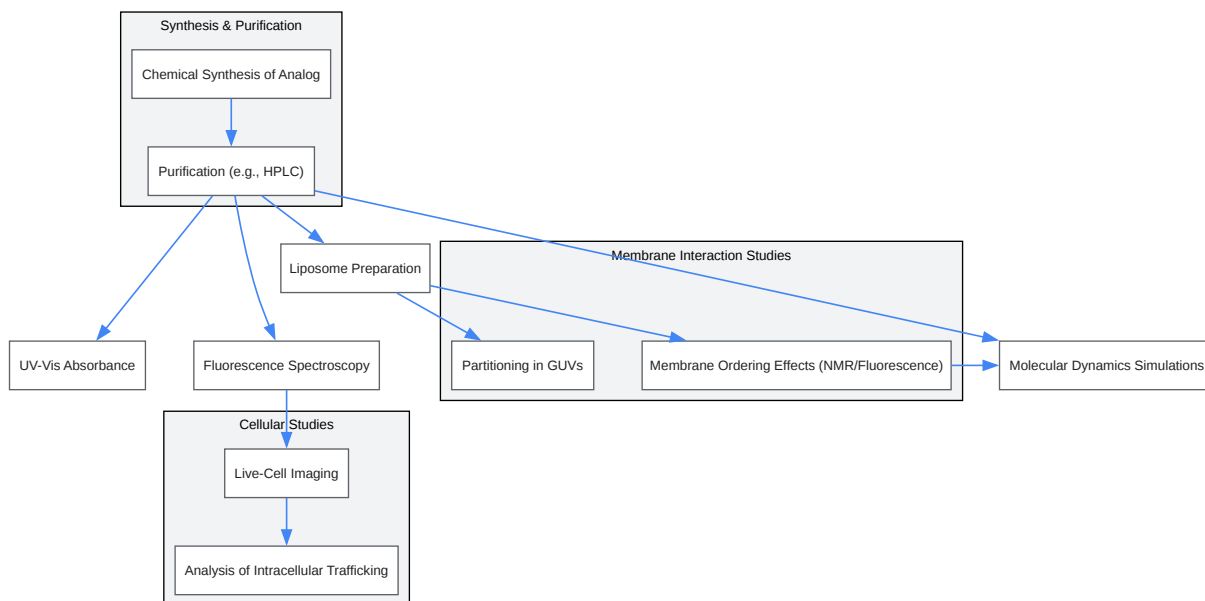 Synthesis & Purification
Chemical Synthesis of Analog
Purification (e.g., HPLC)
Liposome Preparation
Membrane Interaction Studies
UV-Vis Absorbance
Fluorescence Spectroscopy
Partitioning in GUVs
Membrane Ordering Effects (NMR/Fluorescence)
Molecular Dynamics Simulations
Cellular Studies
Live-Cell Imaging
Analysis of Intracellular Trafficking